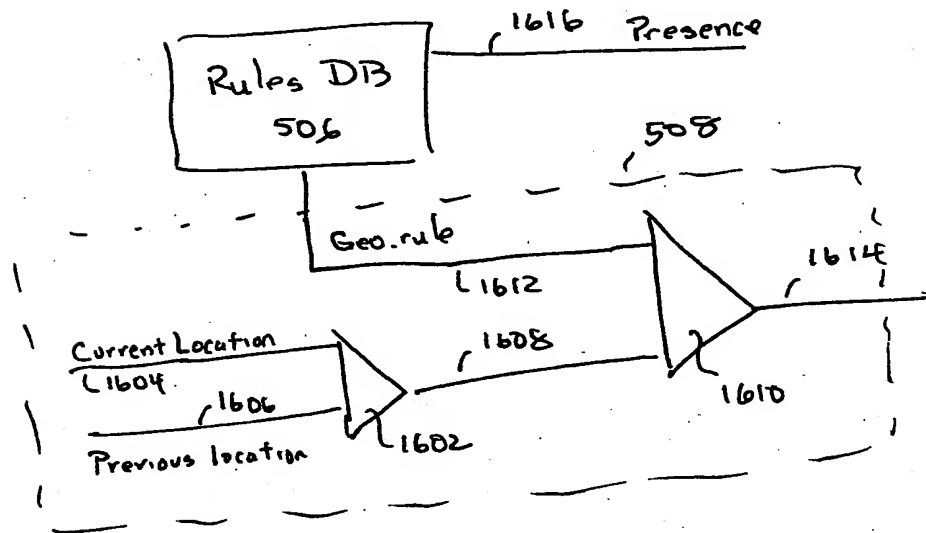 1616
Presence
Rules DB
506
508
Geo.rule
1612
1614
Current Location
1604
1608
1606
1602
1610
Previous location